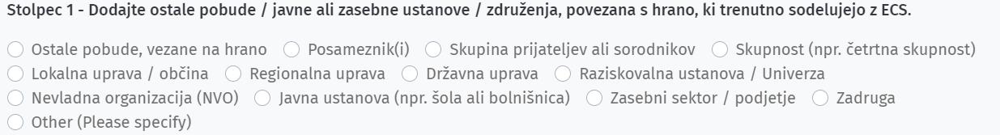 Stolpec 1 - Dodajte ostale pobude / javne ali zasebne ustanove / združenja, povezana s hrano, ki trenutno sodelujejo z ECS.
Ostale pobude, vezane na hrano Posameznik(i) Skupina prijateljev ali sorodnikov Skupnost (npr. četrtna skupnost)
Lokalna uprava / občina Regionalna uprava Državna uprava Raziskovalna ustanova / Univerza
Nevladna organizacija (NVO) Javna ustanova (npr. šola ali bolnišnica) Zasebni sektor / podjetje Zadruga
Other (Please specify)